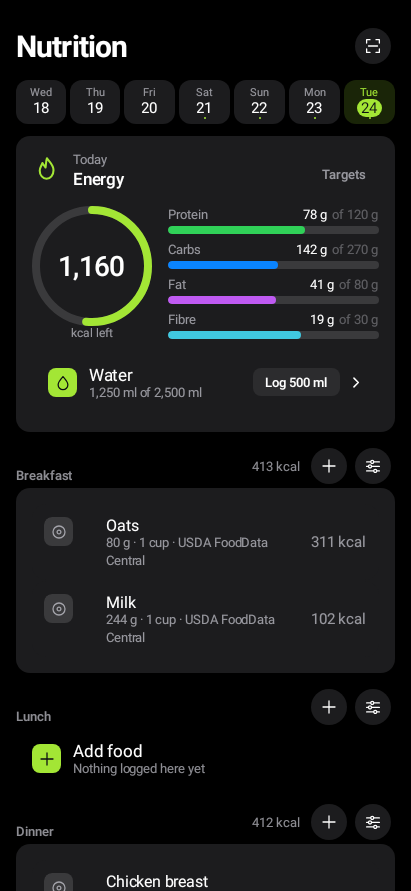 Nutrition
Wed Thu Fri Sat Sun Mon Tue
18 19 20 21 22 23 24
Today
Energy
Targets
1,160
kcal left
Protein 78 g of 120 g
Carbs 142 g of 270 g
Fat 41 g of 80 g
Fibre 19 g of 30 g
Water
1,250 ml of 2,500 ml
Log 500 ml
Breakfast 413 kcal
Oats
80 g · 1 cup · USDA FoodData
Central
311 kcal
Milk
244 g · 1 cup · USDA FoodData
Central
102 kcal
Lunch
Add food
Nothing logged here yet
Dinner 412 kcal
Chicken breast